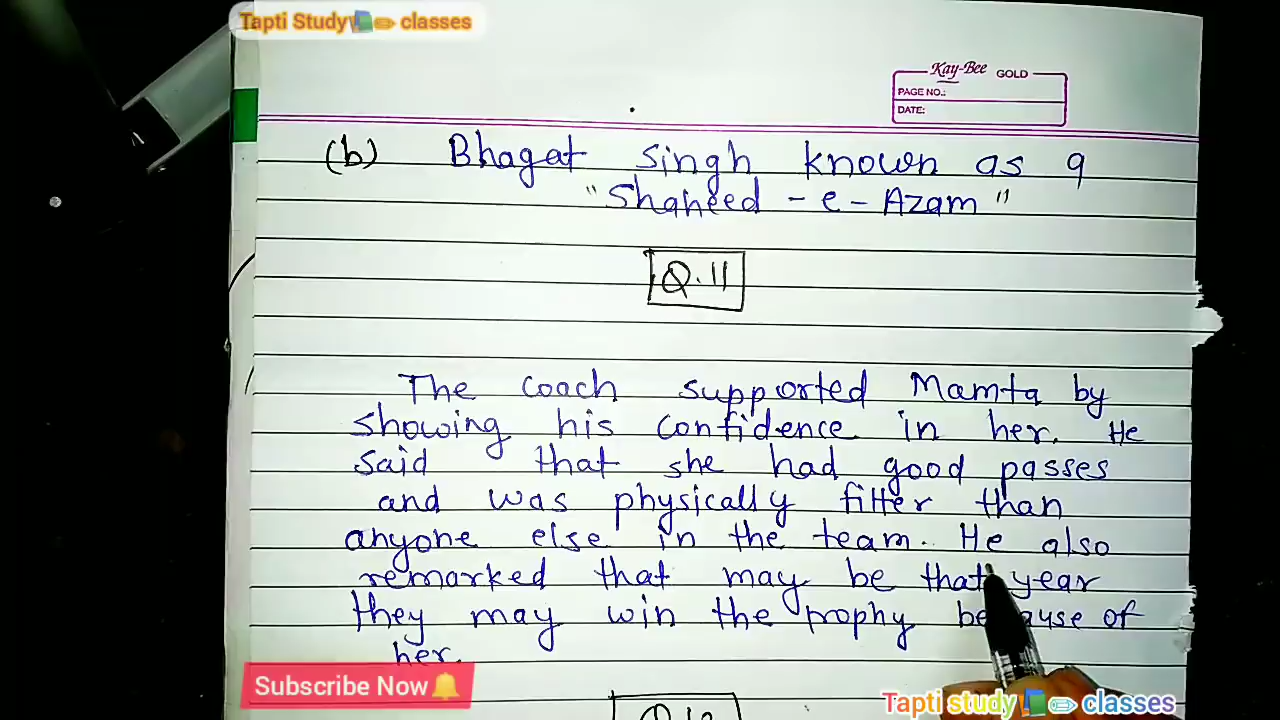 Tapti Study classes
Kay-Bee GOLD
PAGE NO.:
DATE:
(b) Bhagat Singh known as a
"Shaheed - e - Azam"
Q.11
The coach supported Mamta by
showing his confidence in her. He
said that she had good passes
and was physically fitter than
anyone else in the team. He also
remarked that may be that year
they may win the prophy because of
her.
Subscribe Now
Tapti study classes